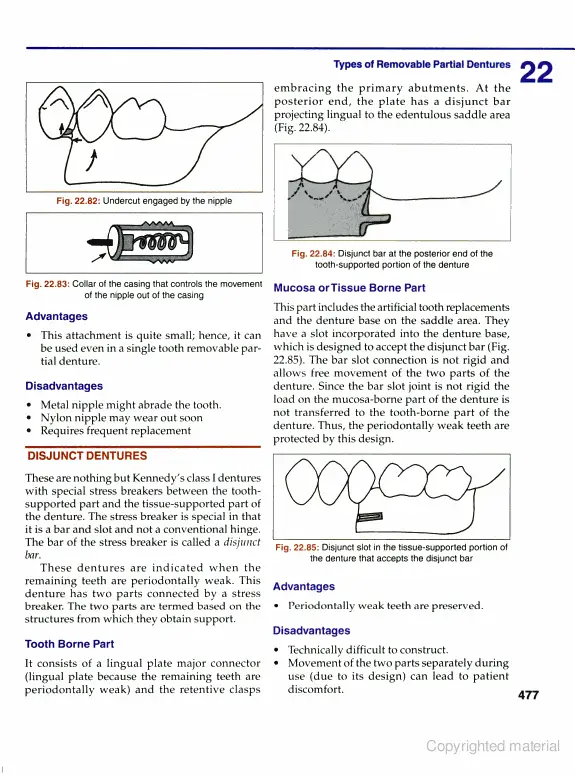 Types of Removable Partial Dentures
22
Fig. 22.82: Undercut engaged by the nipple
Fig. 22.83: Collar of the casing that controls the movement
of the nipple out of the casing
Advantages
• This attachment is quite small; hence, it can
be used even in a single tooth removable par-
tial denture.
Disadvantages
• Metal nipple might abrade the tooth.
• Nylon nipple may wear out soon
• Requires frequent replacement
DISJUNCT DENTURES
These are nothing but Kennedy's class I dentures
with special stress breakers between the tooth-
supported part and the tissue-supported part of
the denture. The stress breaker is special in that
it is a bar and slot and not a conventional hinge.
The bar of the stress breaker is called a disjunct
bar.
These dentures are indicated when the
remaining teeth are periodontally weak. This
denture has two parts connected by a stress
breaker. The two parts are termed based on the
structures from which they obtain support.
Tooth Borne Part
It consists of a lingual plate major connector
(lingual plate because the remaining teeth are
periodontally weak) and the retentive clasps
embracing the primary abutments. At the
posterior end, the plate has a disjunct bar
projecting lingual to the edentulous saddle area
(Fig. 22.84).
Fig. 22.84: Disjunct bar at the posterior end of the
tooth-supported portion of the denture
Mucosa or Tissue Borne Part
This part includes the artificial tooth replacements
and the denture base on the saddle area. They
have a slot incorporated into the denture base,
which is designed to accept the disjunct bar (Fig.
22.85). The bar slot connection is not rigid and
allows free movement of the two parts of the
denture. Since the bar slot joint is not rigid the
load on the mucosa-borne part of the denture is
not transferred to the tooth-borne part of the
denture. Thus, the periodontally weak teeth are
protected by this design.
Fig. 22.85: Disjunct slot in the tissue-supported portion of
the denture that accepts the disjunct bar
Advantages
• Periodontally weak teeth are preserved.
Disadvantages
• Technically difficult to construct.
• Movement of the two parts separately during
use (due to its design) can lead to patient
discomfort.
477
Copyrighted material